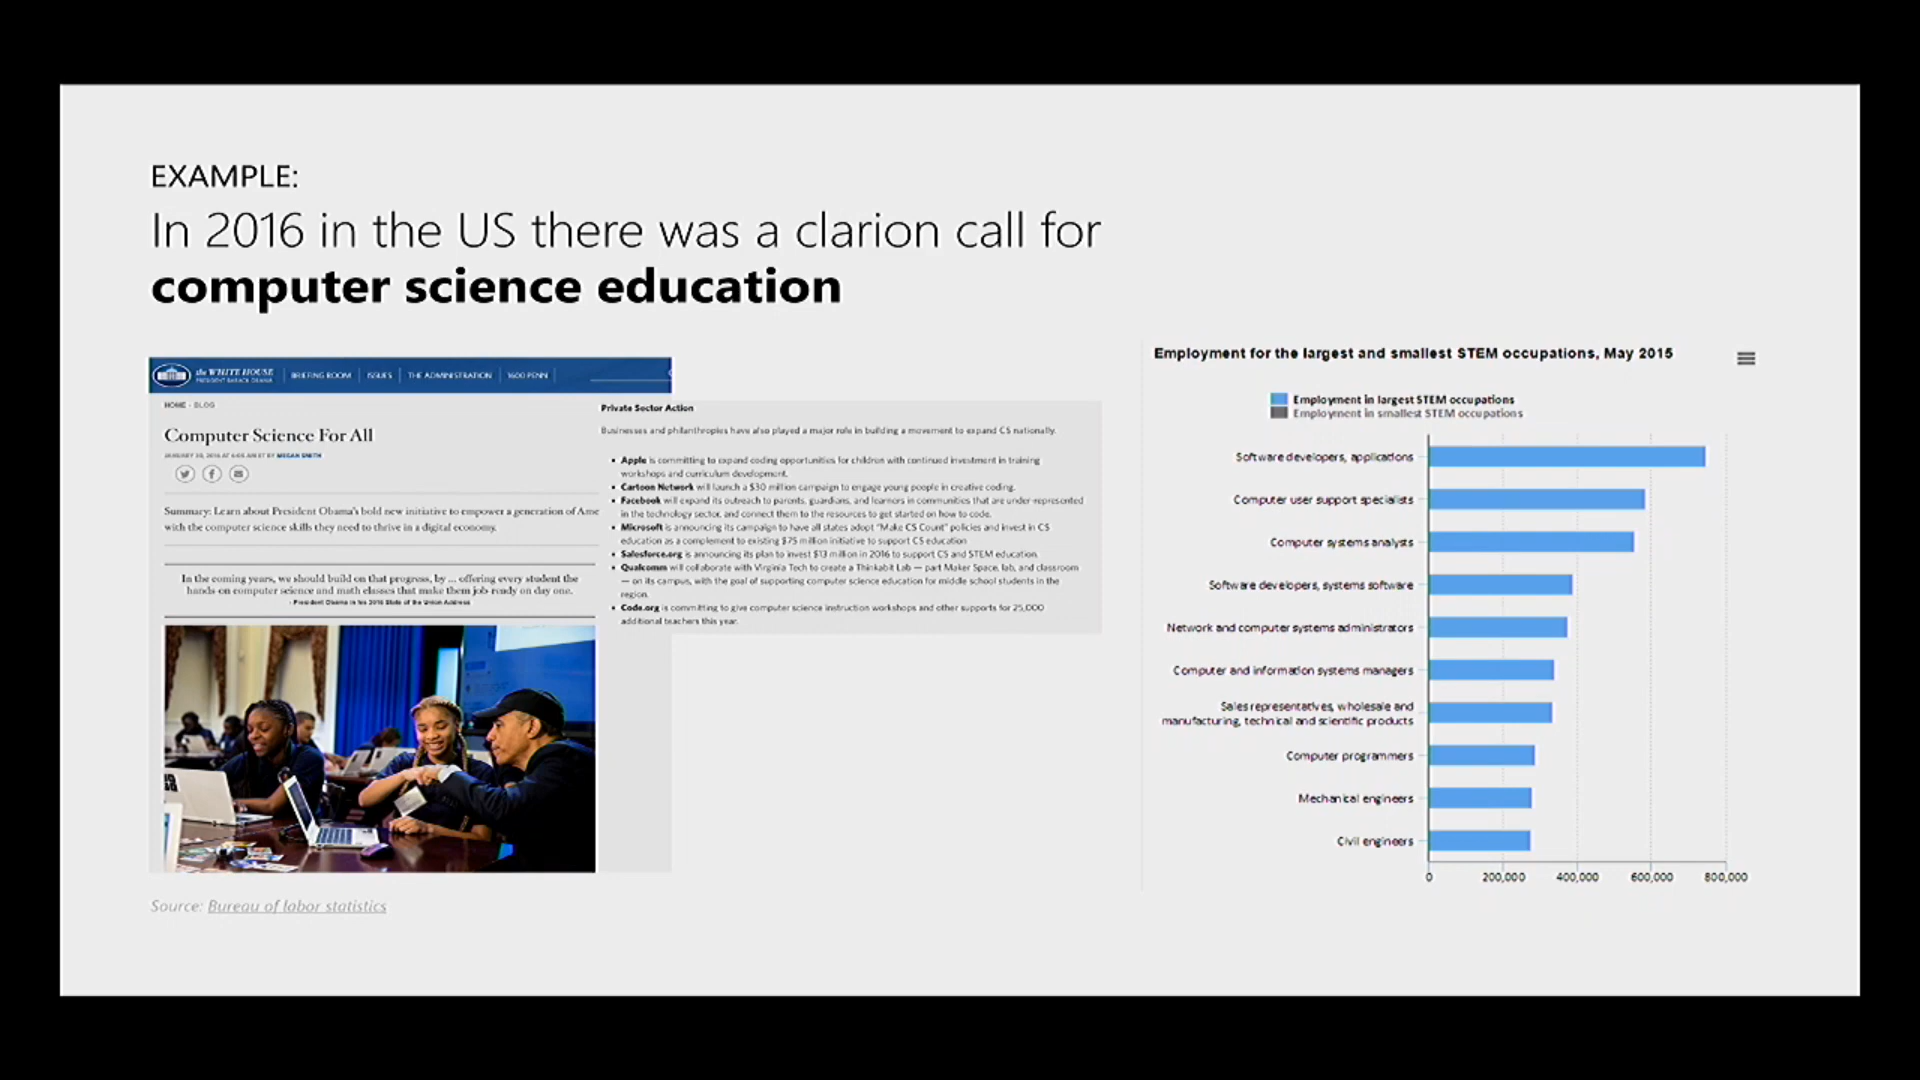 EXAMPLE:
In 2016 in the US there was a clarion call for
computer science education
the WHITE HOUSE
PRESIDENT BARACK OBAMA
BRIEFING ROOM
ISSUES
THE ADMINISTRATION
1600 PENN
HOME · BLOG
Computer Science For All
JANUARY 30, 2016 AT 6:05 AM ET BY MEGAN SMITH
Summary: Learn about President Obama's bold new initiative to empower a generation of Ame
with the computer science skills they need to thrive in a digital economy.
In the coming years, we should build on that progress, by ... offering every student the
hands-on computer science and math classes that make them job-ready on day one.
- President Obama in his 2016 State of the Union Address
Private Sector Action
Businesses and philanthropies have also played a major role in building a movement to expand CS nationally.
• Apple is committing to expand coding opportunities for children with continued investment in training
workshops and curriculum development.
• Cartoon Network will launch a $30 million campaign to engage young people in creative coding.
• Facebook will expand its outreach to parents, guardians, and learners in communities that are under-represented
in the technology sector, and connect them to the resources to get started on how to code.
• Microsoft is announcing its campaign to have all states adopt "Make CS Count" policies and invest in CS
education as a complement to existing $75 million initiative to support CS education
• Salesforce.org is announcing its plan to invest $13 million in 2016 to support CS and STEM education.
• Qualcomm will collaborate with Virginia Tech to create a Thinkabit Lab — part Maker Space, lab, and classroom
— on its campus, with the goal of supporting computer science education for middle school students in the
region.
• Code.org is committing to give computer science instruction workshops and other supports for 25,000
additional teachers this year.
Employment for the largest and smallest STEM occupations, May 2015
Employment in largest STEM occupations
Employment in smallest STEM occupations
Software developers, applications
Computer user support specialists
Computer systems analysts
Software developers, systems software
Network and computer systems administrators
Computer and information systems managers
Sales representatives, wholesale and
manufacturing, technical and scientific products
Computer programmers
Mechanical engineers
Civil engineers
0 200,000 400,000 600,000 800,000
Source: Bureau of labor statistics